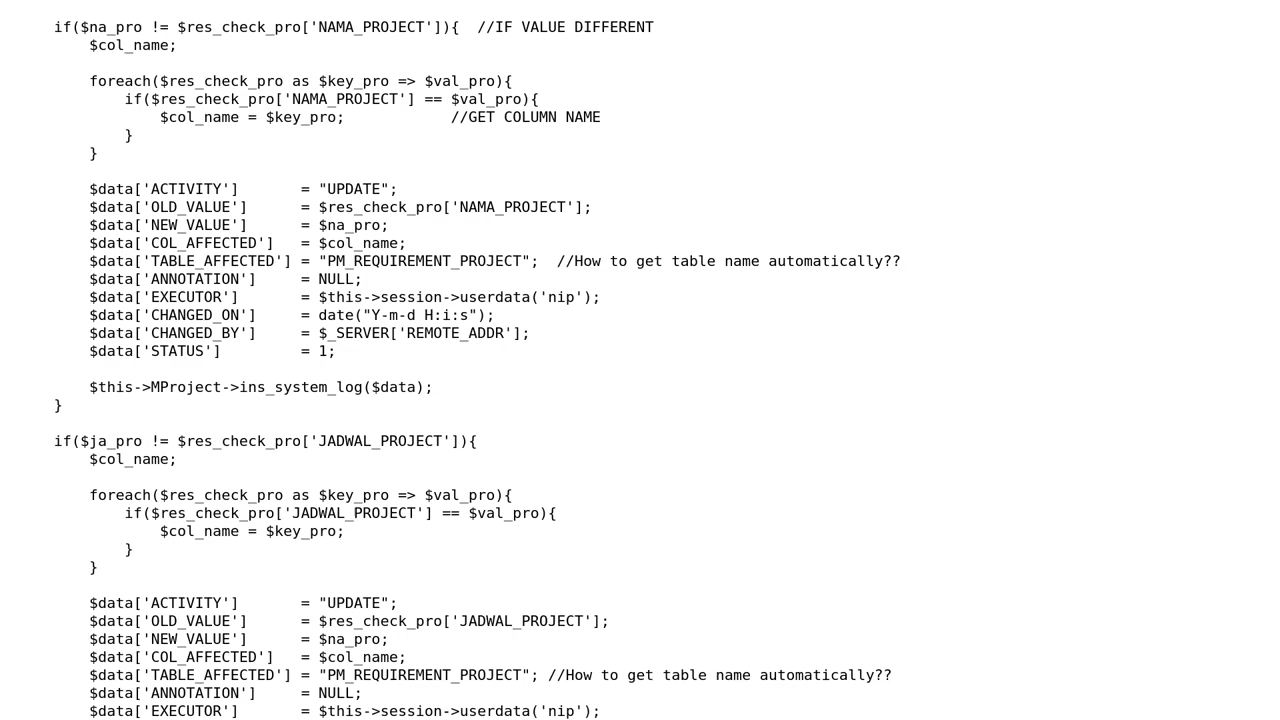 if($na_pro != $res_check_pro['NAMA_PROJECT']){  //IF VALUE DIFFERENT
    $col_name;

    foreach($res_check_pro as $key_pro => $val_pro){
        if($res_check_pro['NAMA_PROJECT'] == $val_pro){
            $col_name = $key_pro;            //GET COLUMN NAME
        }
    }

    $data['ACTIVITY']       = "UPDATE";
    $data['OLD_VALUE']      = $res_check_pro['NAMA_PROJECT'];
    $data['NEW_VALUE']      = $na_pro;
    $data['COL_AFFECTED']   = $col_name;
    $data['TABLE_AFFECTED'] = "PM_REQUIREMENT_PROJECT";  //How to get table name automatically??
    $data['ANNOTATION']     = NULL;
    $data['EXECUTOR']       = $this->session->userdata('nip');
    $data['CHANGED_ON']     = date("Y-m-d H:i:s");
    $data['CHANGED_BY']     = $_SERVER['REMOTE_ADDR'];
    $data['STATUS']         = 1;

    $this->MProject->ins_system_log($data);
}

if($ja_pro != $res_check_pro['JADWAL_PROJECT']){
    $col_name;

    foreach($res_check_pro as $key_pro => $val_pro){
        if($res_check_pro['JADWAL_PROJECT'] == $val_pro){
            $col_name = $key_pro;
        }
    }

    $data['ACTIVITY']       = "UPDATE";
    $data['OLD_VALUE']      = $res_check_pro['JADWAL_PROJECT'];
    $data['NEW_VALUE']      = $na_pro;
    $data['COL_AFFECTED']   = $col_name;
    $data['TABLE_AFFECTED'] = "PM_REQUIREMENT_PROJECT"; //How to get table name automatically??
    $data['ANNOTATION']     = NULL;
    $data['EXECUTOR']       = $this->session->userdata('nip');